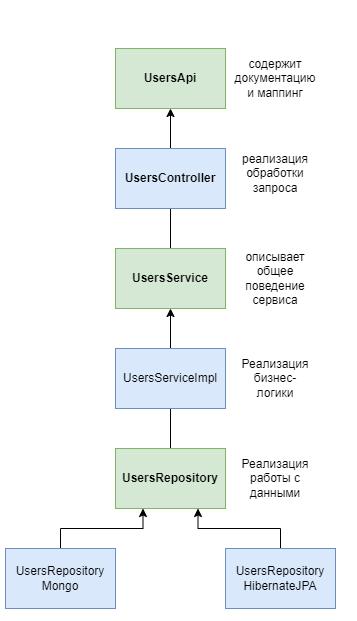 UsersApi
содержит
документацию
и маппинг
UsersController
реализация
обработки
запроса
UsersService
описывает
общее
поведение
сервиса
UsersServiceImpl
Реализация
бизнес-
логики
UsersRepository
Реализация
работы с
данными
UsersRepository
Mongo
UsersRepository
HibernateJPA